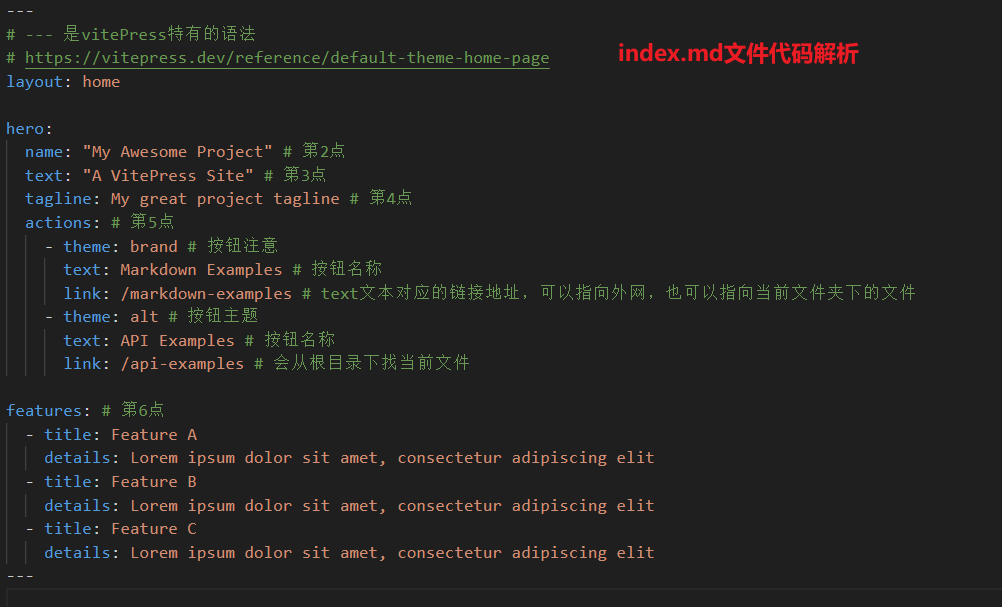 ---
# --- 是vitePress特有的语法
# https://vitepress.dev/reference/default-theme-home-page
index.md文件代码解析
layout: home
hero:
name: "My Awesome Project" # 第2点
text: "A VitePress Site" # 第3点
tagline: My great project tagline # 第4点
actions: # 第5点
- theme: brand # 按钮注意
text: Markdown Examples # 按钮名称
link: /markdown-examples # text文本对应的链接地址，可以指向外网，也可以指向当前文件夹下的文件
- theme: alt # 按钮主题
text: API Examples # 按钮名称
link: /api-examples # 会从根目录下找当前文件
features: # 第6点
- title: Feature A
details: Lorem ipsum dolor sit amet, consectetur adipiscing elit
- title: Feature B
details: Lorem ipsum dolor sit amet, consectetur adipiscing elit
- title: Feature C
details: Lorem ipsum dolor sit amet, consectetur adipiscing elit
---